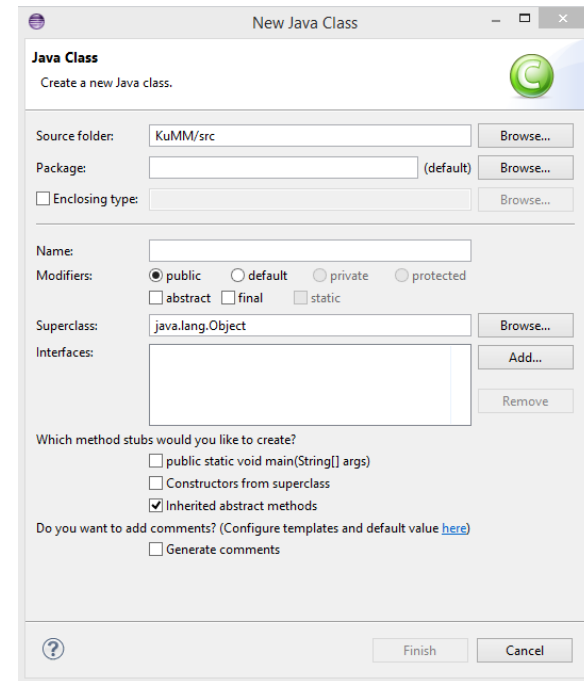 New Java Class
Java Class
Create a new Java class.
Source folder: KuMM/src Browse...
Package: (default) Browse...
Enclosing type: Browse...
Name:
Modifiers: public default private protected
abstract final static
Superclass: java.lang.Object Browse...
Interfaces: Add...
Remove
Which method stubs would you like to create?
public static void main(String[] args)
Constructors from superclass
Inherited abstract methods
Do you want to add comments? (Configure templates and default value here)
Generate comments
? Finish Cancel